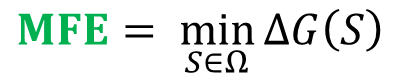 MFE = min ΔG(S)
S∈Ω